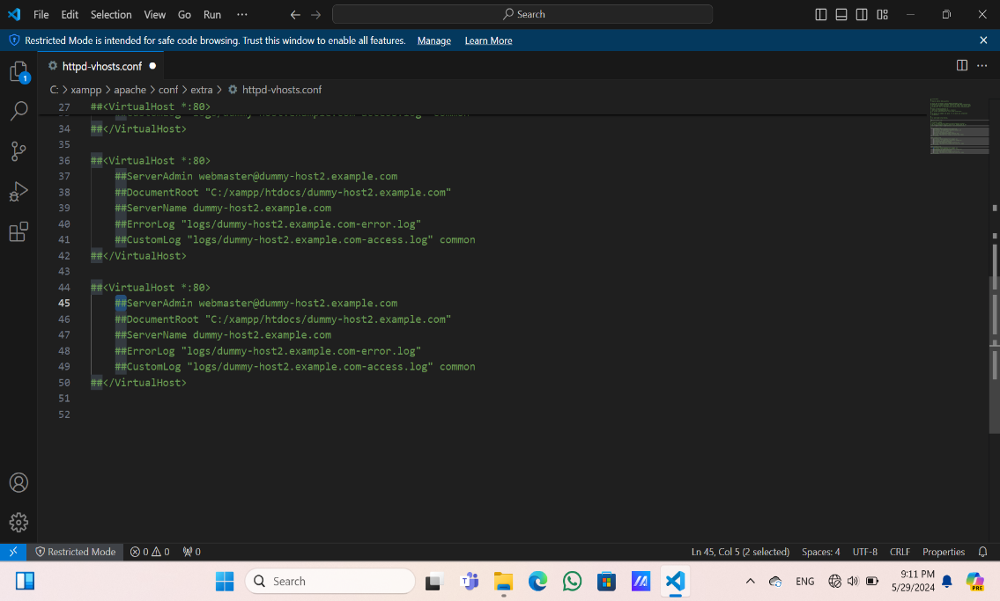 File Edit Selection View Go Run ··· Search
Restricted Mode is intended for safe code browsing. Trust this window to enable all features. Manage Learn More
1
httpd-vhosts.conf
C: > xampp > apache > conf > extra > httpd-vhosts.conf
27 ##<VirtualHost *:80>
34 ##</VirtualHost>
35
36 ##<VirtualHost *:80>
37 ##ServerAdmin webmaster@dummy-host2.example.com
38 ##DocumentRoot "C:/xampp/htdocs/dummy-host2.example.com"
39 ##ServerName dummy-host2.example.com
40 ##ErrorLog "logs/dummy-host2.example.com-error.log"
41 ##CustomLog "logs/dummy-host2.example.com-access.log" common
42 ##</VirtualHost>
43
44 ##<VirtualHost *:80>
45 ##ServerAdmin webmaster@dummy-host2.example.com
46 ##DocumentRoot "C:/xampp/htdocs/dummy-host2.example.com"
47 ##ServerName dummy-host2.example.com
48 ##ErrorLog "logs/dummy-host2.example.com-error.log"
49 ##CustomLog "logs/dummy-host2.example.com-access.log" common
50 ##</VirtualHost>
51
52
Restricted Mode 0 0 0 Ln 45, Col 5 (2 selected) Spaces: 4 UTF-8 CRLF Properties
Search ENG 9:11 PM
5/29/2024
PRE